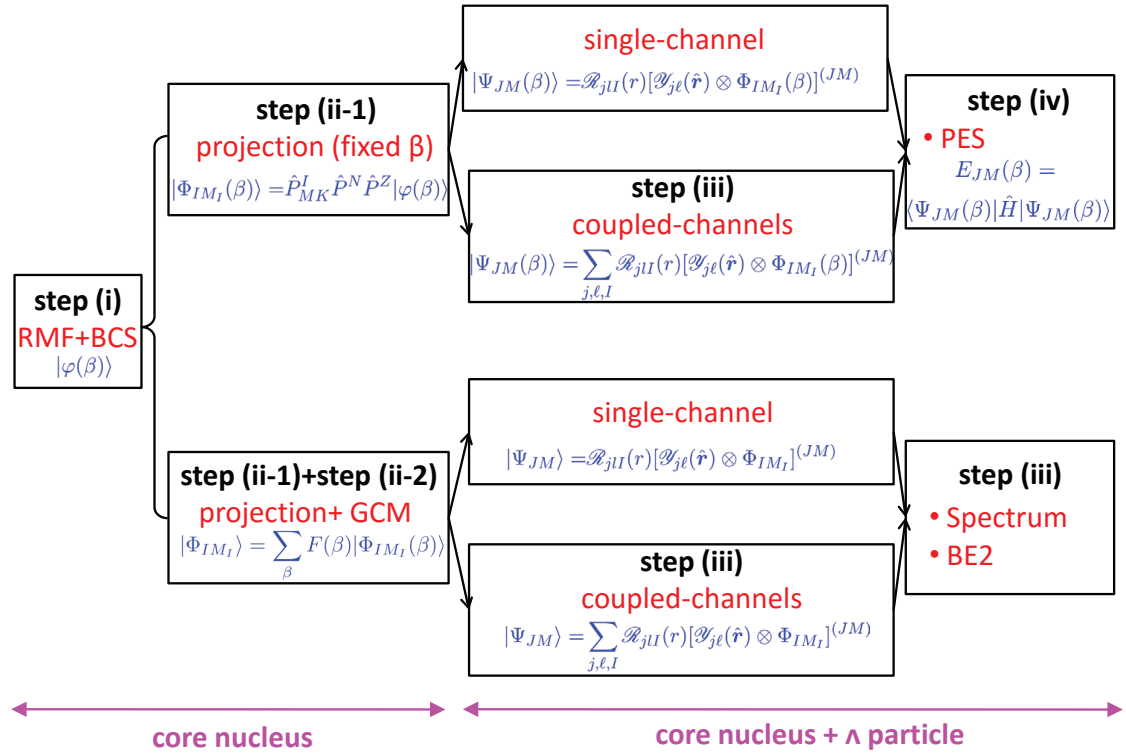 step (i)
RMF+BCS
|φ(β)⟩
step (ii-1)
projection (fixed β)
|Φ_{IM_I}(β)⟩ = P̂^I_{MK} P̂^N P̂^Z |φ(β)⟩
step (ii-1)+step (ii-2)
projection+ GCM
|Φ_{IM_I}⟩ = ∑_β F(β)|Φ_{IM_I}(β)⟩
single-channel
|Ψ_{JM}(β)⟩ = ℛ_{jlI}(r)[𝒴_{jℓ}(r̂) ⊗ Φ_{IM_I}(β)]^{(JM)}
step (iii)
coupled-channels
|Ψ_{JM}(β)⟩ = ∑_{j,ℓ,I} ℛ_{jlI}(r)[𝒴_{jℓ}(r̂) ⊗ Φ_{IM_I}(β)]^{(JM)}
single-channel
|Ψ_{JM}⟩ = ℛ_{jlI}(r)[𝒴_{jℓ}(r̂) ⊗ Φ_{IM_I}]^{(JM)}
step (iii)
coupled-channels
|Ψ_{JM}⟩ = ∑_{j,ℓ,I} ℛ_{jlI}(r)[𝒴_{jℓ}(r̂) ⊗ Φ_{IM_I}]^{(JM)}
step (iv)
• PES
E_{JM}(β) =
⟨Ψ_{JM}(β)|Ĥ|Ψ_{JM}(β)⟩
step (iii)
• Spectrum
• BE2
core nucleus
core nucleus + Λ particle